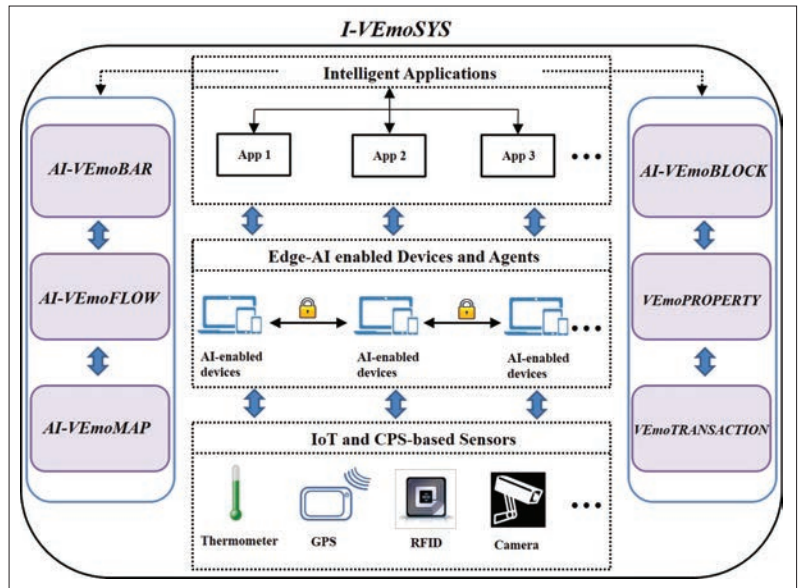 I-VEmoSYS
Intelligent Applications
App 1
App 2
App 3
AI-VEmoBAR
AI-VEmoFLOW
AI-VEmoMAP
Edge-AI enabled Devices and Agents
AI-enabled
devices
AI-enabled
devices
AI-enabled
devices
IoT and CPS-based Sensors
Thermometer
GPS
RFID
Camera
AI-VEmoBLOCK
VEmoPROPERTY
VEmoTRANSACTION